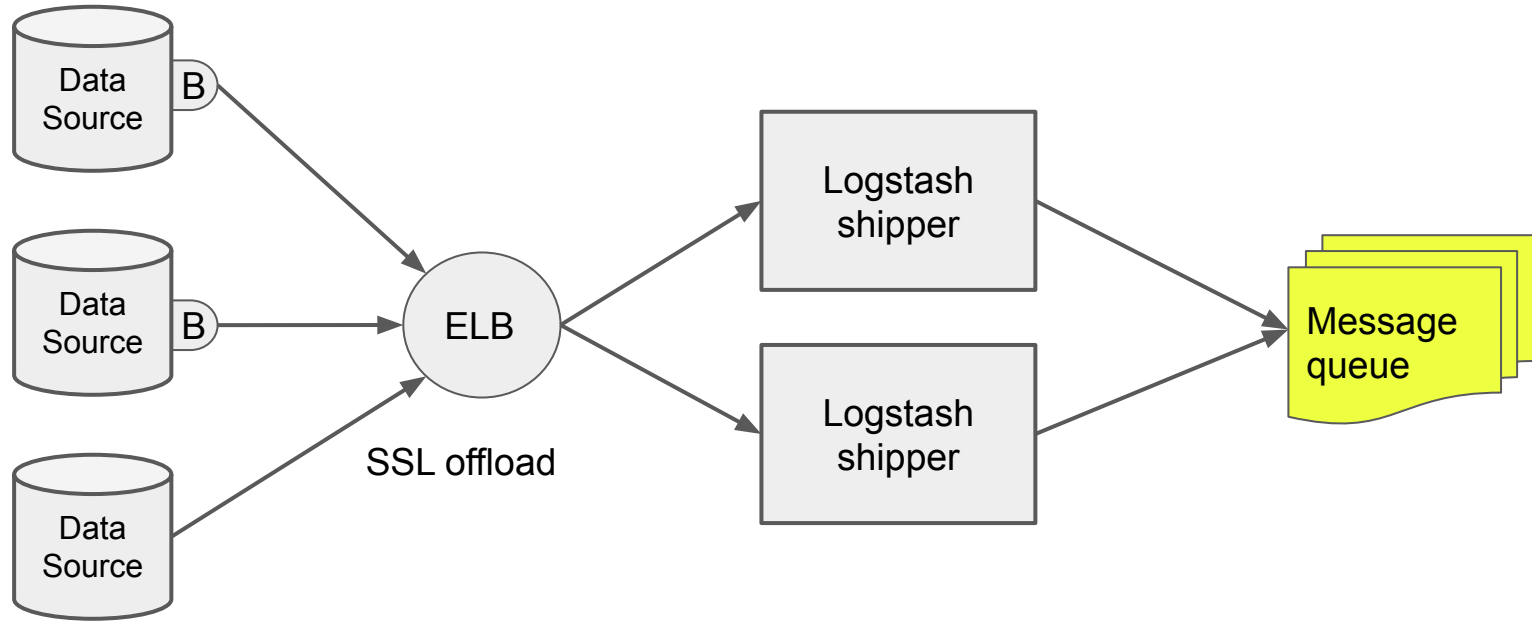 Data
Source
B
Data
Source
B
Data
Source
ELB
SSL offload
Logstash
shipper
Logstash
shipper
Message
queue